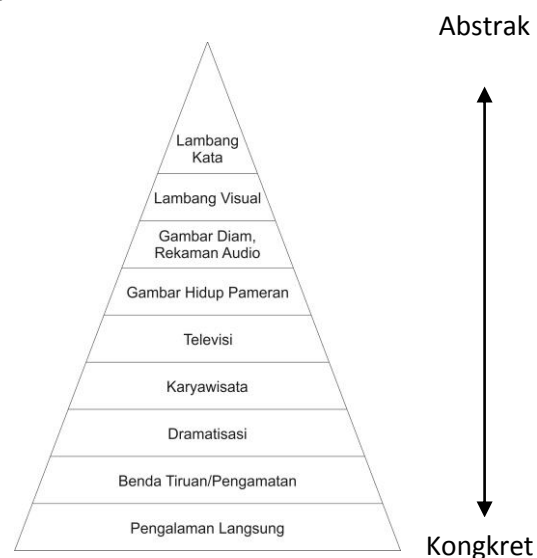 Abstrak
Lambang
Kata
Lambang Visual
Gambar Diam,
Rekaman Audio
Gambar Hidup Pameran
Televisi
Karyawisata
Dramatisasi
Benda Tiruan/Pengamatan
Pengalaman Langsung
Kongkret